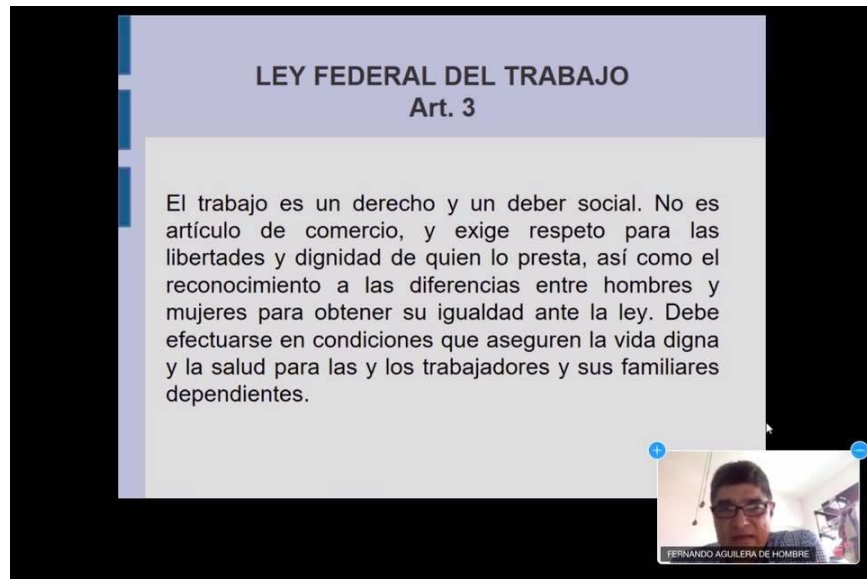 LEY FEDERAL DEL TRABAJO
Art. 3
El trabajo es un derecho y un deber social. No es
artículo de comercio, y exige respeto para las
libertades y dignidad de quien lo presta, así como el
reconocimiento a las diferencias entre hombres y
mujeres para obtener su igualdad ante la ley. Debe
efectuarse en condiciones que aseguren la vida digna
y la salud para las y los trabajadores y sus familiares
dependientes.
FERNANDO AGUILERA DE HOMBRE